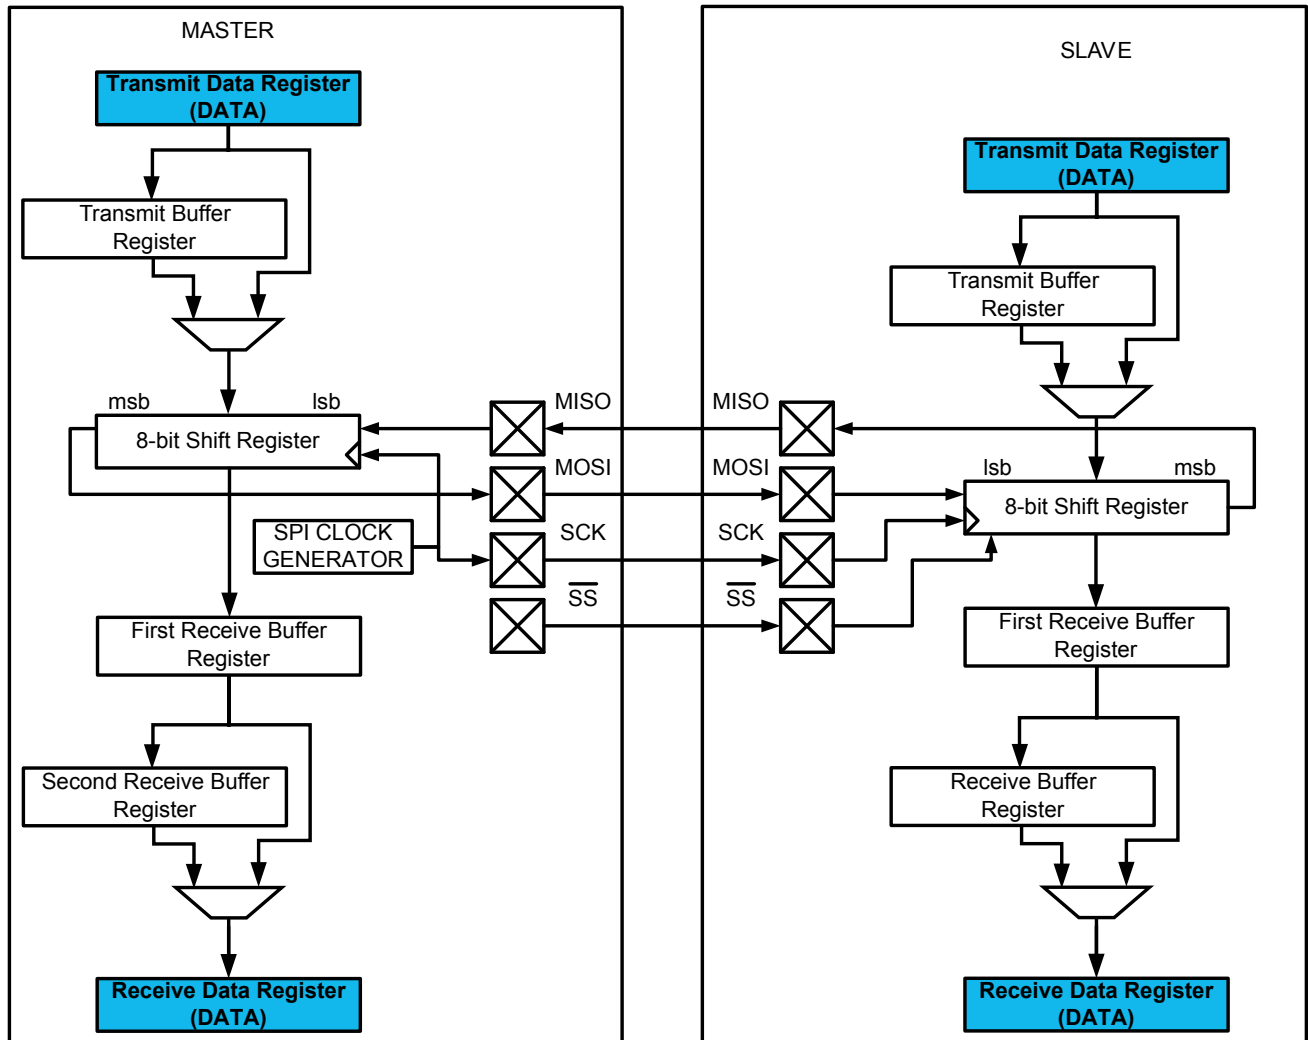 MASTER
Transmit Data Register
(DATA)
Transmit Buffer
Register
msb
lsb
8-bit Shift Register
SPI CLOCK
GENERATOR
First Receive Buffer
Register
Second Receive Buffer
Register
Receive Data Register
(DATA)
MISO
MOSI
SCK
SS
SLAVE
Transmit Data Register
(DATA)
Transmit Buffer
Register
MISO
MOSI
SCK
SS
lsb
msb
8-bit Shift Register
First Receive Buffer
Register
Receive Buffer
Register
Receive Data Register
(DATA)